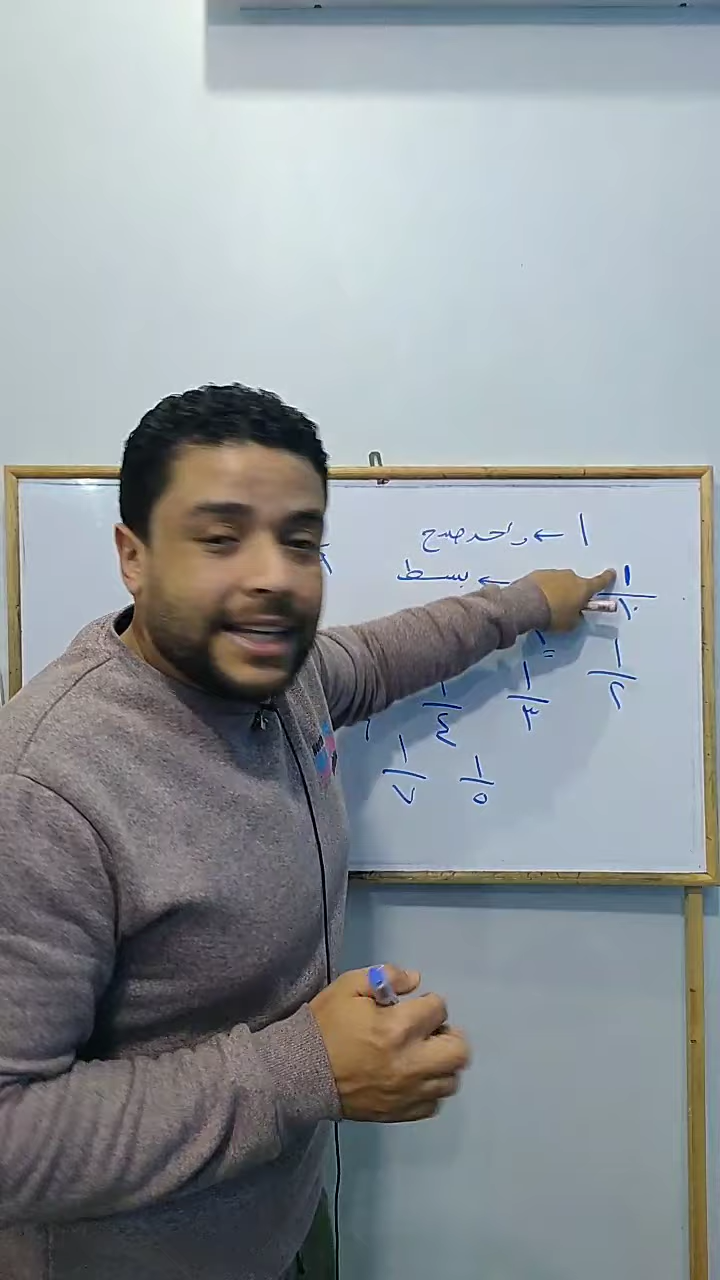 ١ ← واحد صحيح
١/١٠ ← بسط
١/٢ ١/٣ ١/٤
١/٥ ١/٧